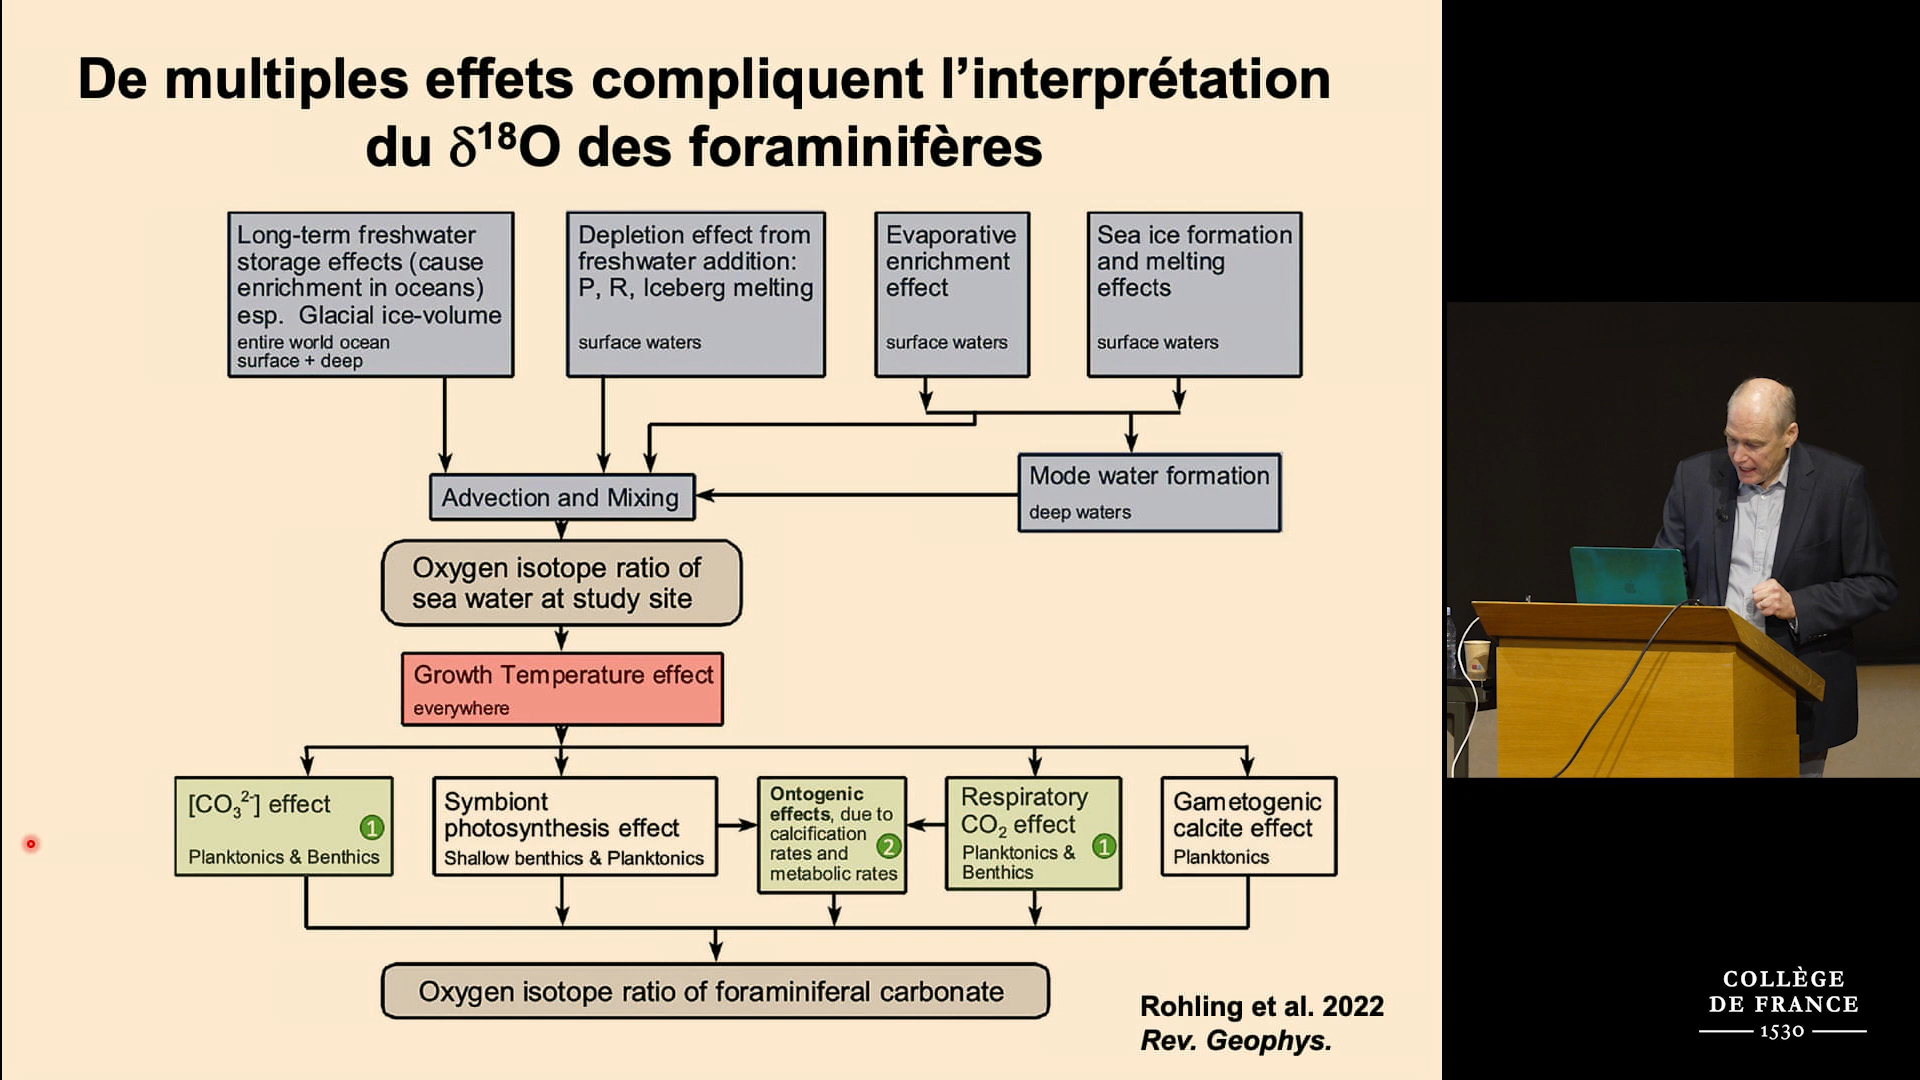 De multiples effets compliquent l’interprétation
du δ¹⁸O des foraminifères
Long-term freshwater
storage effects (cause
enrichment in oceans)
esp. Glacial ice-volume
entire world ocean
surface + deep
Depletion effect from
freshwater addition:
P, R, Iceberg melting
surface waters
Evaporative
enrichment
effect
surface waters
Sea ice formation
and melting
effects
surface waters
Advection and Mixing
Mode water formation
deep waters
Oxygen isotope ratio of
sea water at study site
Growth Temperature effect
everywhere
[CO₃²⁻] effect
1
Planktonics & Benthics
Symbiont
photosynthesis effect
Shallow benthics & Planktonics
Ontogenic
effects, due to
calcification
rates and
2
metabolic rates
Respiratory
CO₂ effect
Planktonics &
1
Benthics
Gametogenic
calcite effect
Planktonics
Oxygen isotope ratio of foraminiferal carbonate
Rohling et al. 2022
Rev. Geophys.
COLLÈGE
DE FRANCE
1530